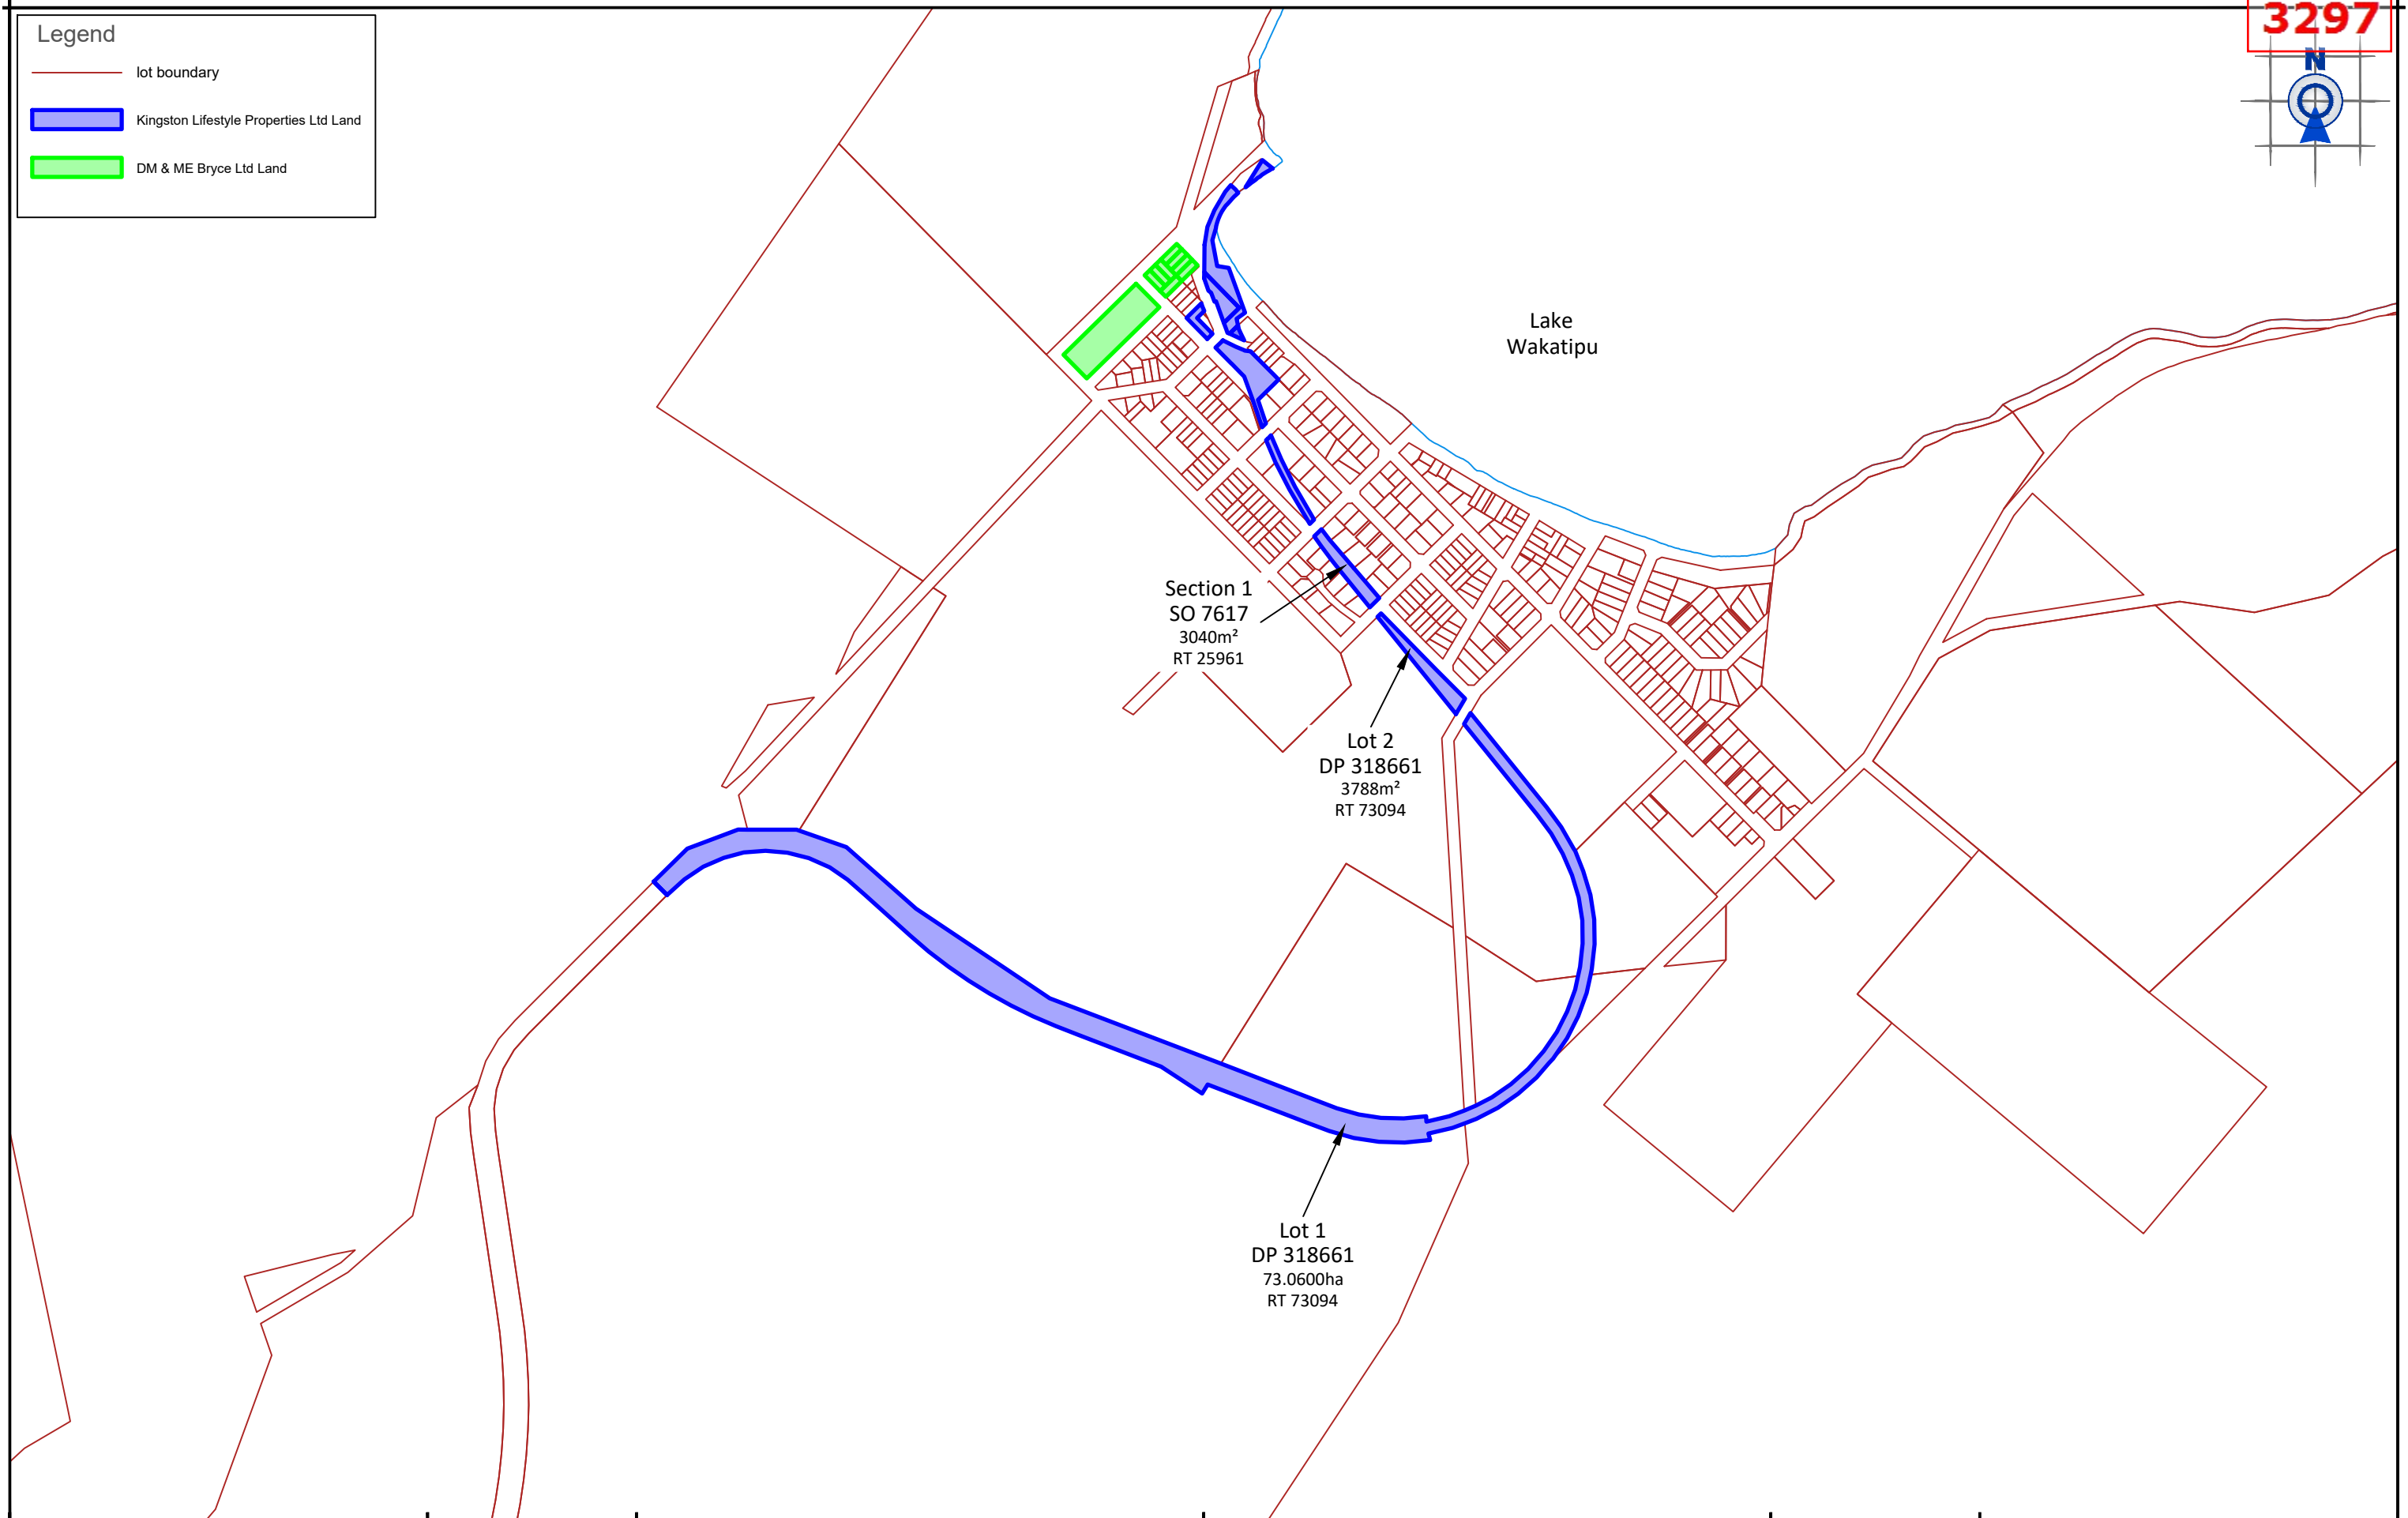 3297
Legend
N
lot boundary
Kingston Lifestyle Properties Ltd Land
DM & ME Bryce Ltd Land
Lake
Wakatipu
Section 1
SO 7617
3040m²
RT 25961
Lot 2
DP 318661
3788m²
RT 73094
Lot 1
DP 318661
73.0600ha
RT 73094